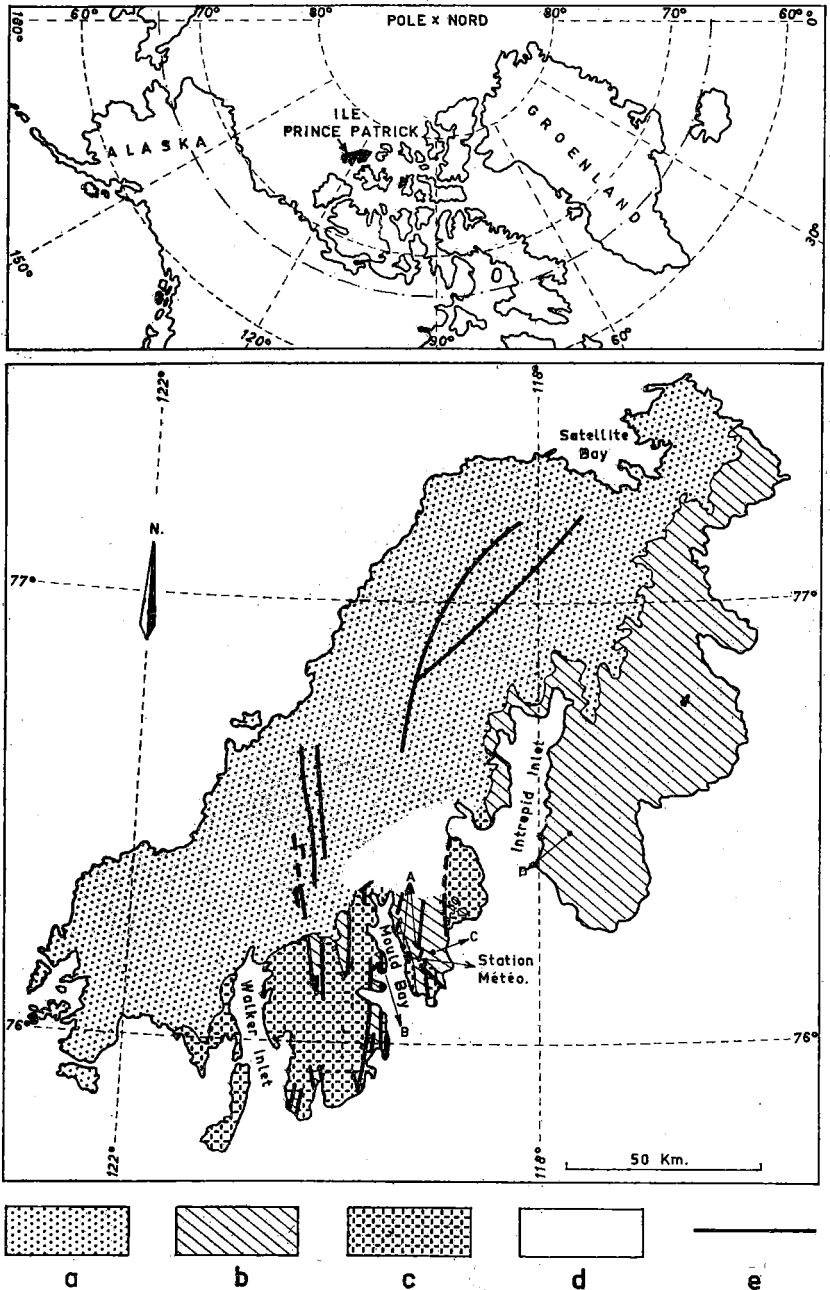 180°
60°
70°
80°
POLE x NORD
80°
70°
60°
0°
ILE
PRINCE PATRICK
ALASKA
GROENLAND
150°
120°
90°
60°
30°
122°
118°
Satellite
Bay
N.
77°
77°
Intrepid Inlet
A
D
C
Mould Bay
Station
Météo.
B
Walker Inlet
76°
76°
122°
118°
50 Km.
a
b
c
d
e